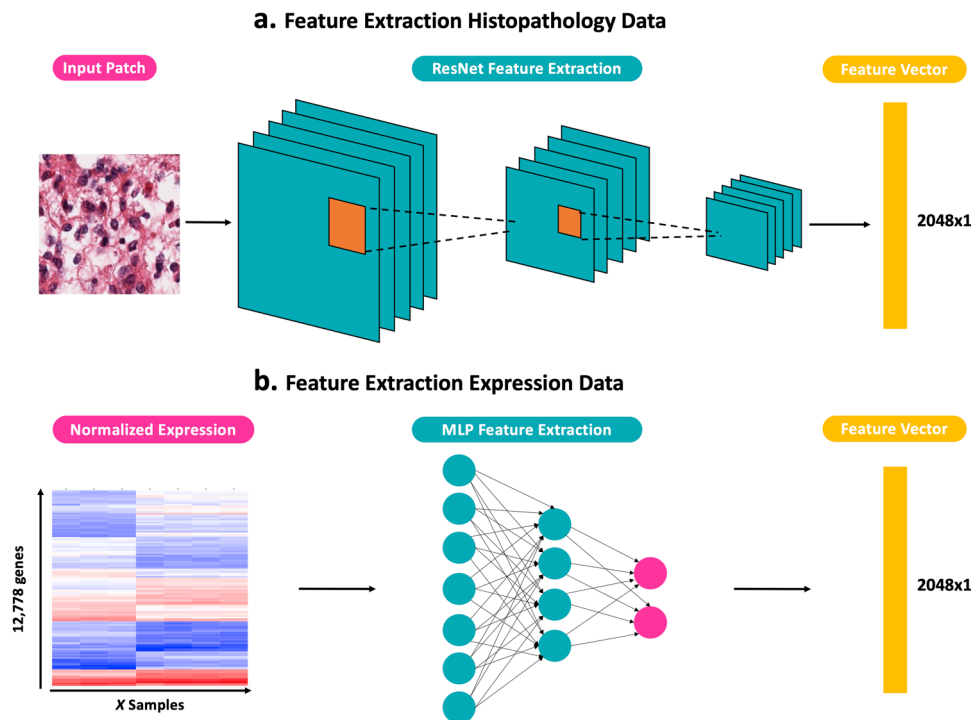 a. Feature Extraction Histopathology Data
Input Patch
ResNet Feature Extraction
Feature Vector
2048x1
b. Feature Extraction Expression Data
Normalized Expression
MLP Feature Extraction
Feature Vector
12,778 genes
2048x1
X Samples